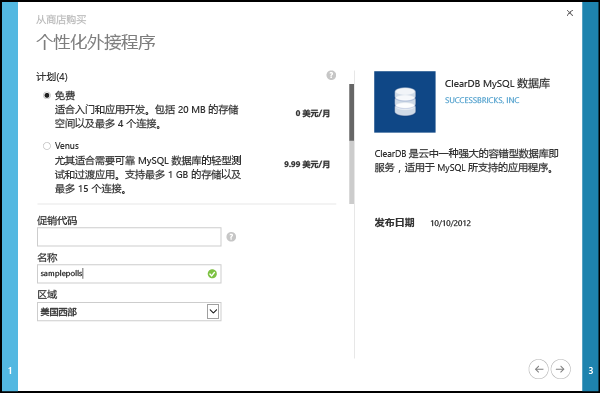 从商店购买
个性化外接程序
计划(4)
?
免费
适合入门和应用开发。包括 20 MB 的存储
空间以及最多 4 个连接。
0 美元/月
Venus
尤其适合需要可靠 MySQL 数据库的轻型测
试和过渡应用。支持最多 1 GB 的存储以及
最多 15 个连接。
9.99 美元/月
促销代码
?
名称
samplepolls
区域
美国西部
ClearDB MySQL 数据库
SUCCESSBRICKS, INC
ClearDB 是云中一种强大的容错型数据库即
服务，适用于 MySQL 所支持的应用程序。
发布日期 10/10/2012
1
3